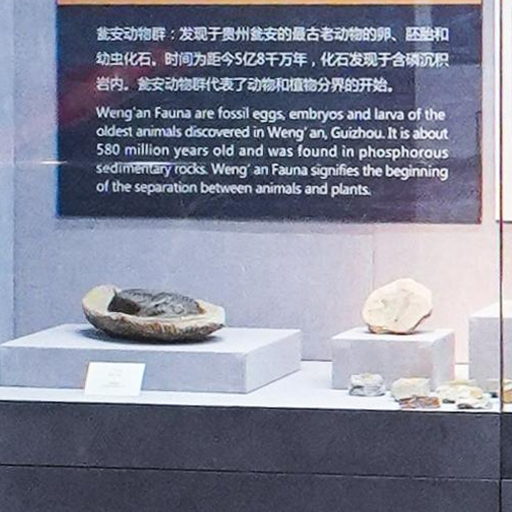 瓮安动物群：发现于贵州瓮安的最古老动物的卵、胚胎和
幼虫化石。时间为距今5亿8千万年，化石发现于含磷沉积
岩内。瓮安动物群代表了动物和植物分界的开始。
Weng'an Fauna are fossil eggs, embryos and larva of the
oldest animals discovered in Weng' an, Guizhou. It is about
580 million years old and was found in phosphorous
sedimentary rocks. Weng' an Fauna signifies the beginning
of the separation between animals and plants.